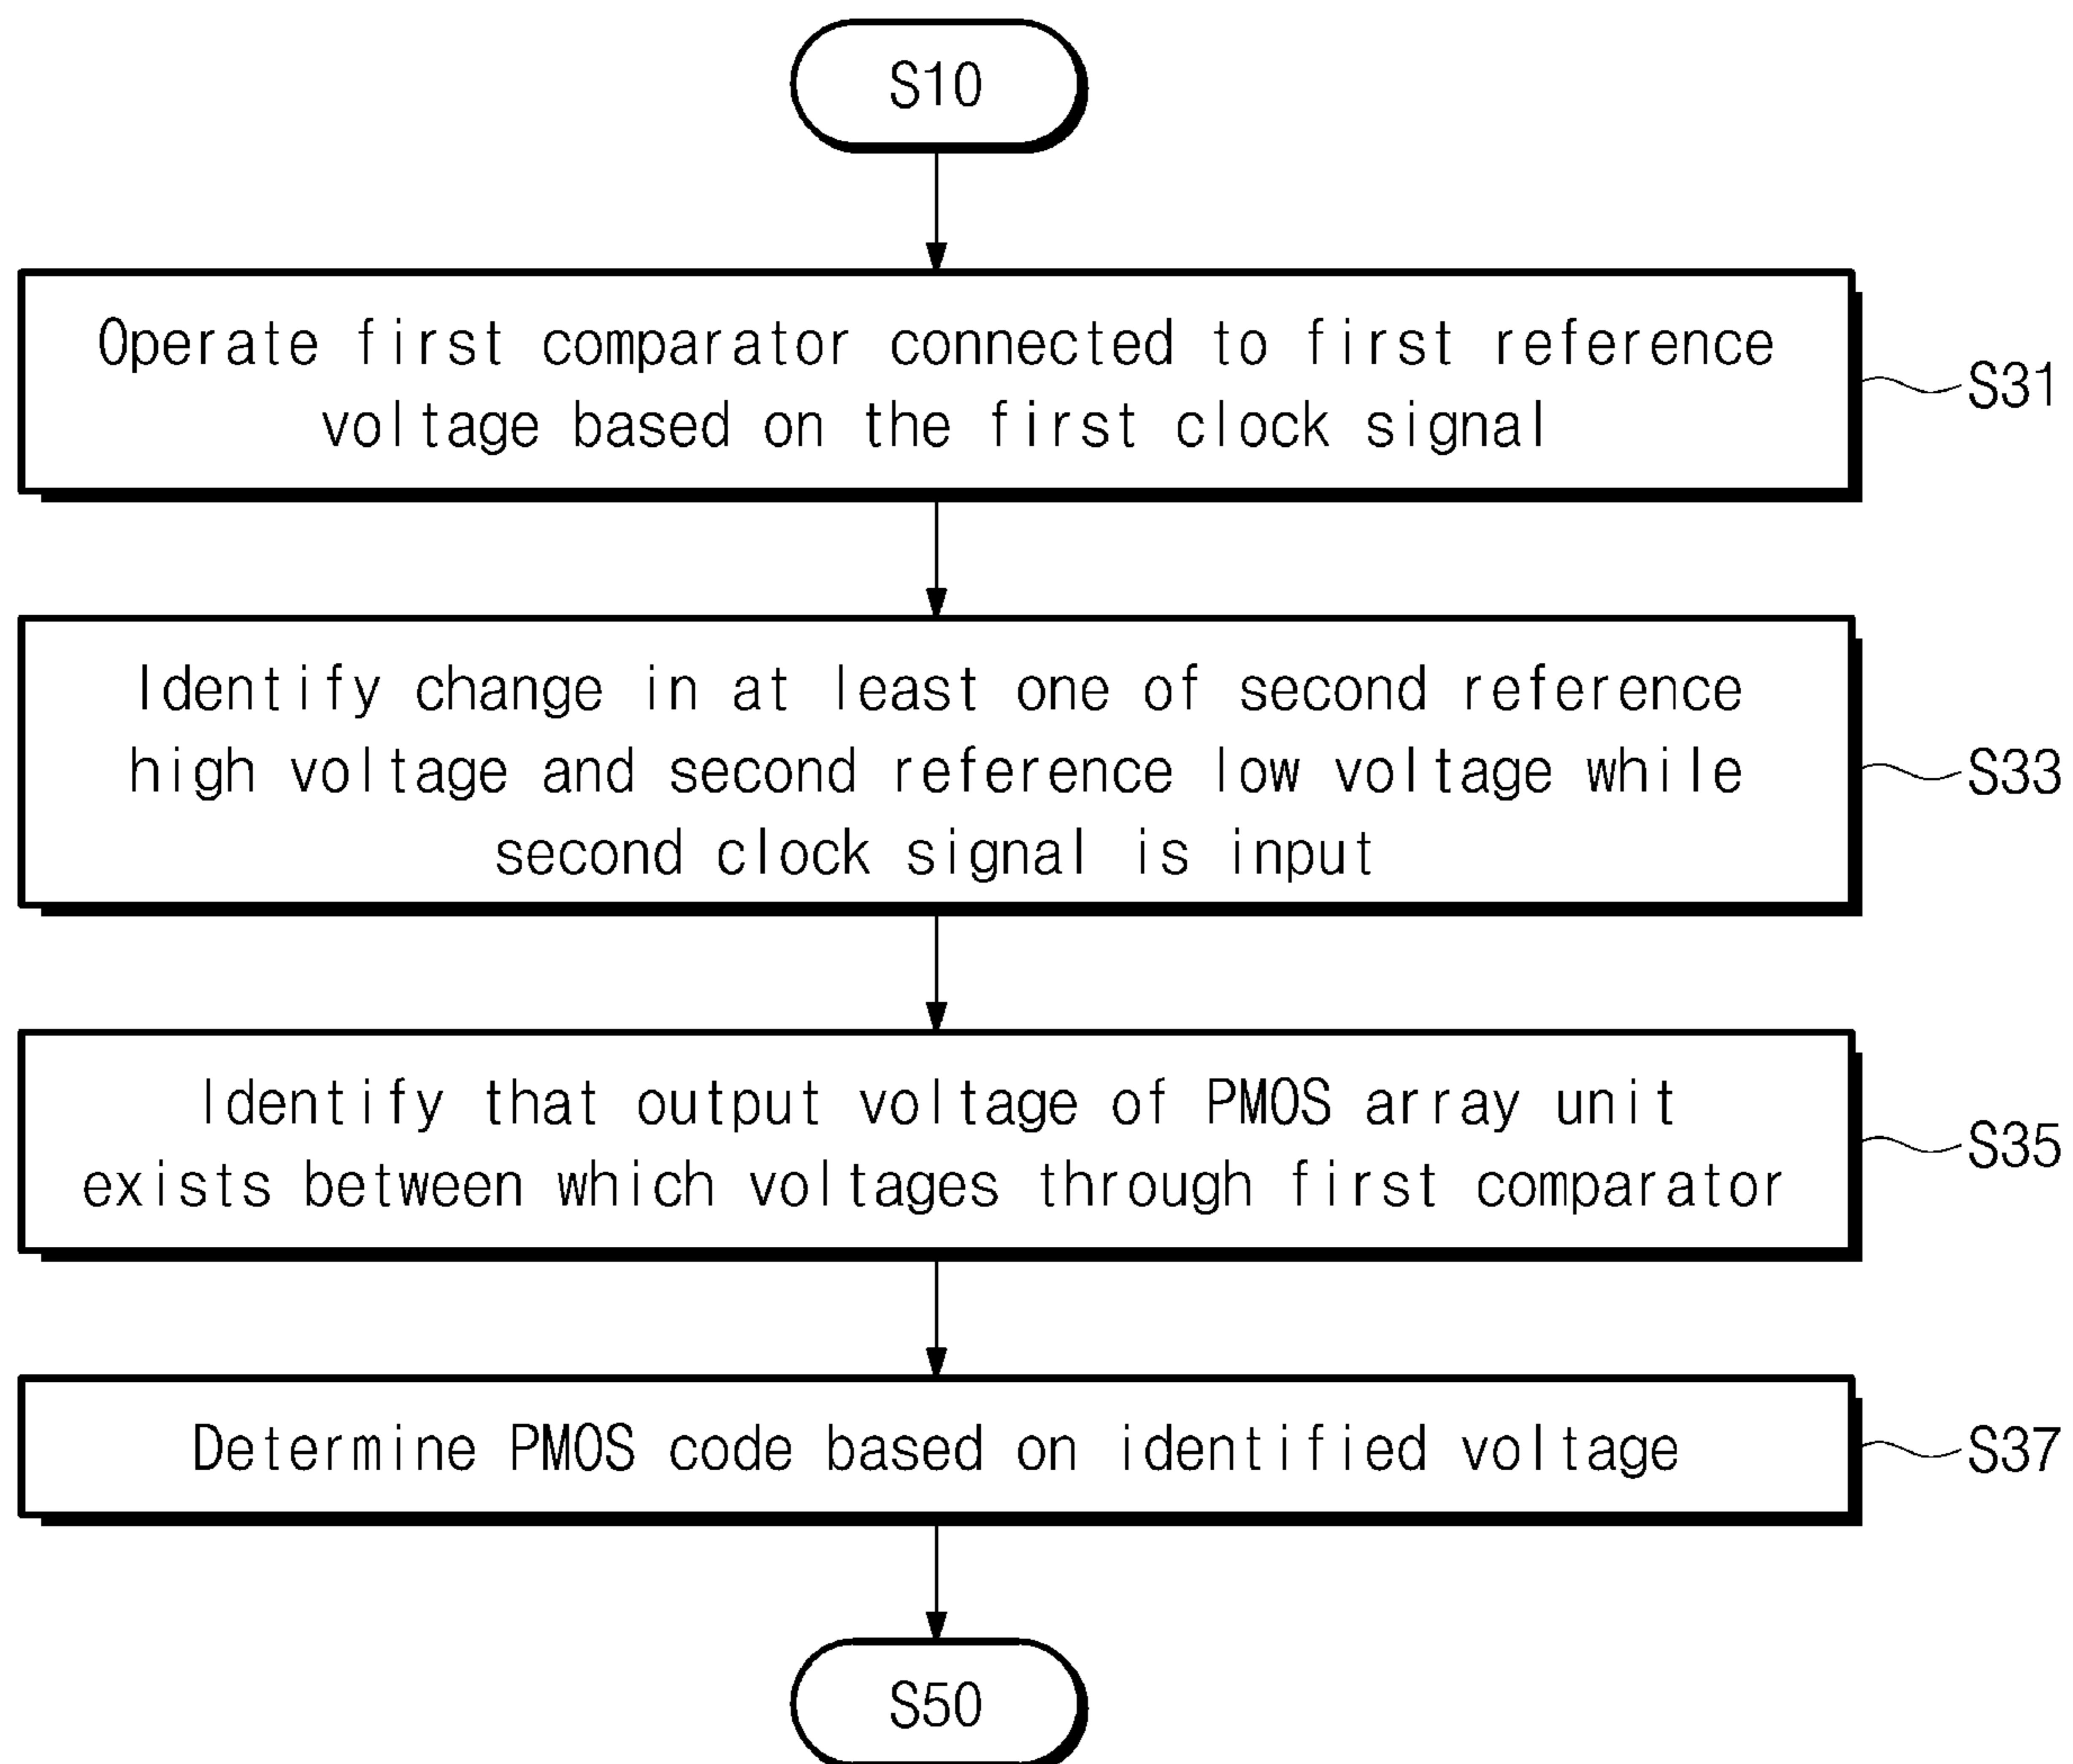 S10
Operate first comparator connected to first reference
voltage based on the first clock signal
S31
Identify change in at least one of second reference
high voltage and second reference low voltage while
second clock signal is input
S33
Identify that output voltage of PMOS array unit
exists between which voltages through first comparator
S35
Determine PMOS code based on identified voltage
S37
S50